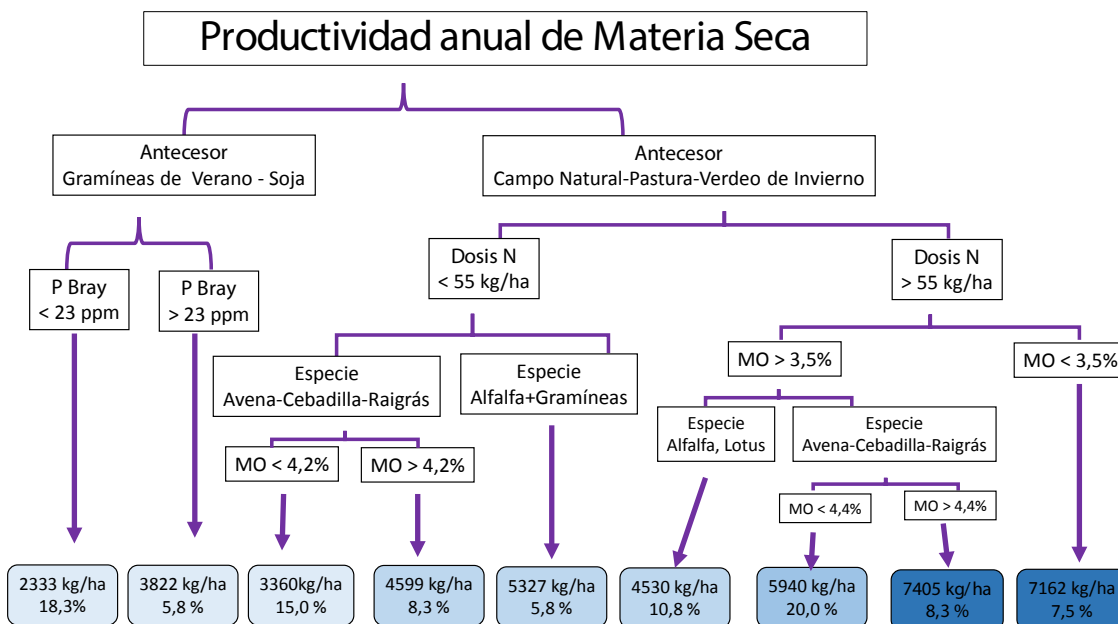 Productividad anual de Materia Seca
Antecesor
Gramíneas de Verano - Soja
Antecesor
Campo Natural-Pastura-Verdeo de Invierno
P Bray
< 23 ppm
P Bray
> 23 ppm
Dosis N
< 55 kg/ha
Dosis N
> 55 kg/ha
Especie
Avena-Cebadilla-Raigrás
Especie
Alfalfa+Gramíneas
MO > 3,5%
MO < 3,5%
Especie
Alfalfa, Lotus
Especie
Avena-Cebadilla-Raigrás
MO < 4,2%
MO > 4,2%
MO < 4,4%
MO > 4,4%
2333 kg/ha
18,3%
3822 kg/ha
5,8 %
3360kg/ha
15,0 %
4599 kg/ha
8,3 %
5327 kg/ha
5,8 %
4530 kg/ha
10,8 %
5940 kg/ha
20,0 %
7405 kg/ha
8,3 %
7162 kg/ha
7,5 %